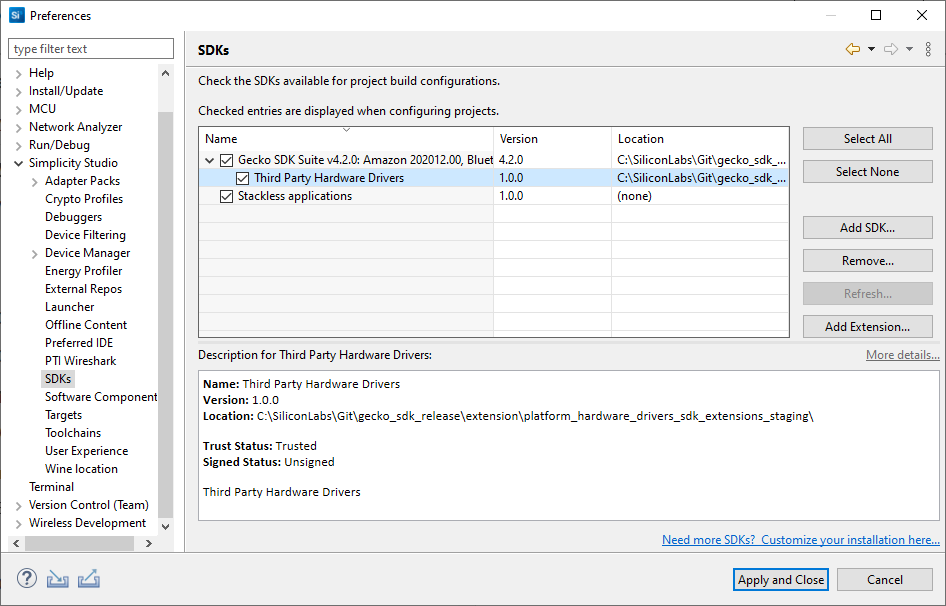 Si Preferences
type filter text
Help
Install/Update
MCU
Network Analyzer
Run/Debug
Simplicity Studio
Adapter Packs
Crypto Profiles
Debuggers
Device Filtering
Device Manager
Energy Profiler
External Repos
Launcher
Offline Content
Preferred IDE
PTI Wireshark
SDKs
Software Component
Targets
Toolchains
User Experience
Wine location
Terminal
Version Control (Team)
Wireless Development
SDKs
Check the SDKs available for project build configurations.
Checked entries are displayed when configuring projects.
Name Version Location
Gecko SDK Suite v4.2.0: Amazon 202012.00, Bluet 4.2.0 C:\SiliconLabs\Git\gecko_sdk_...
Third Party Hardware Drivers 1.0.0 C:\SiliconLabs\Git\gecko_sdk_...
Stackless applications 1.0.0 (none)
Select All
Select None
Add SDK...
Remove...
Refresh...
Add Extension...
Description for Third Party Hardware Drivers: More details...
Name: Third Party Hardware Drivers
Version: 1.0.0
Location: C:\SiliconLabs\Git\gecko_sdk_release\extension\platform_hardware_drivers_sdk_extensions_staging\
Trust Status: Trusted
Signed Status: Unsigned
Third Party Hardware Drivers
Need more SDKs? Customize your installation here...
? Apply and Close Cancel